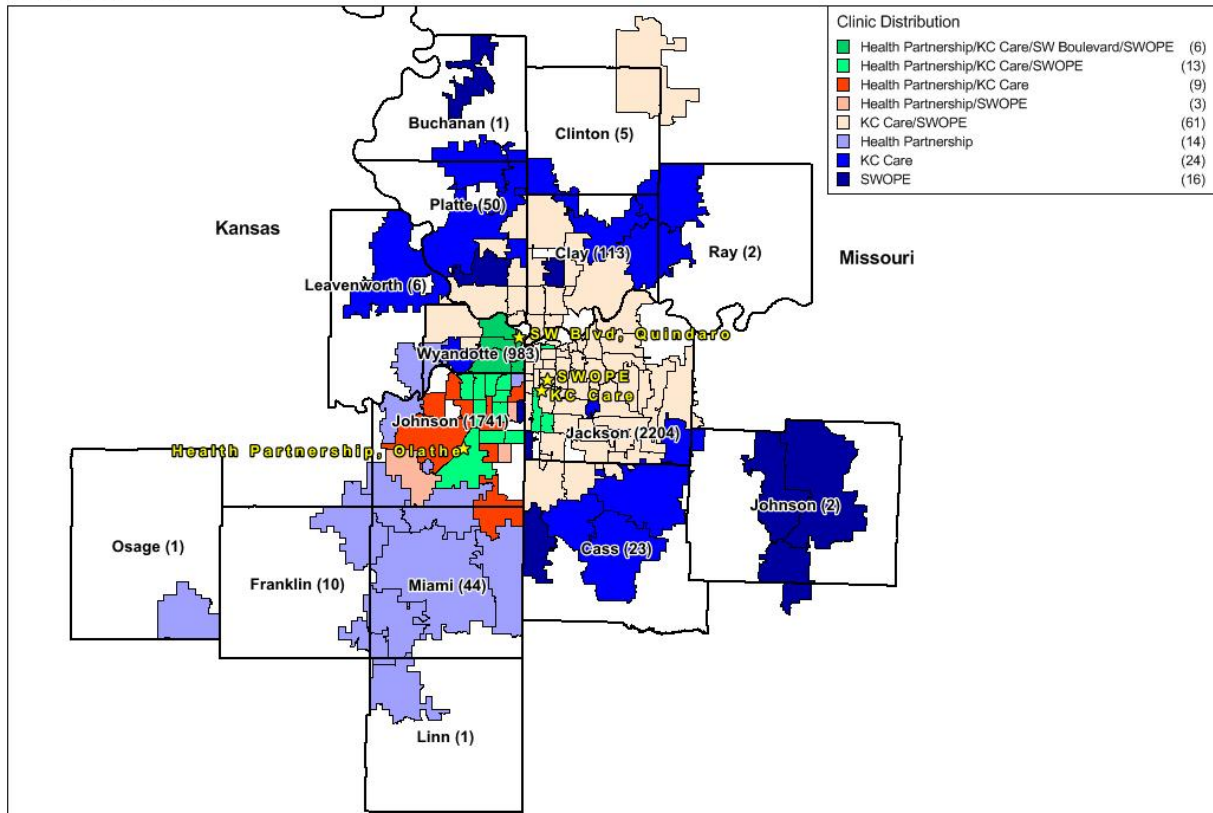 Clinic Distribution
Health Partnership/KC Care/SW Boulevard/SWOPE (6)
Health Partnership/KC Care/SWOPE (13)
Health Partnership/KC Care (9)
Health Partnership/SWOPE (3)
KC Care/SWOPE (61)
Health Partnership (14)
KC Care (24)
SWOPE (16)
Buchanan (1)
Clinton (5)
Platte (50)
Kansas
Clay (113)
Ray (2)
Missouri
Leavenworth (6)
SW Blvd, Quindaro
Wyandotte (983)
SWOPE
KC Care
Johnson (1741)
Jackson (2204)
Health Partnership, Olathe
Johnson (2)
Osage (1)
Cass (23)
Franklin (10)
Miami (44)
Linn (1)